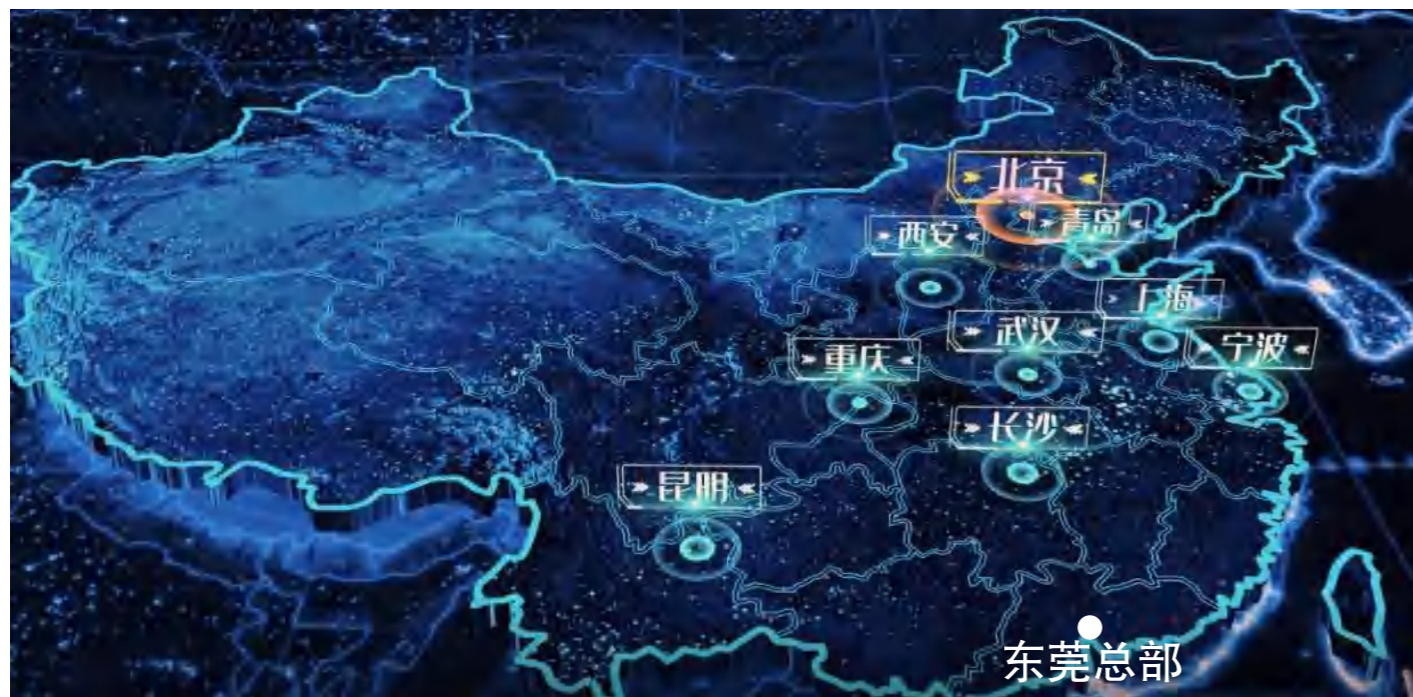 北京
青岛
西安
上海
武汉
宁波
重庆
长沙
昆明
东莞总部